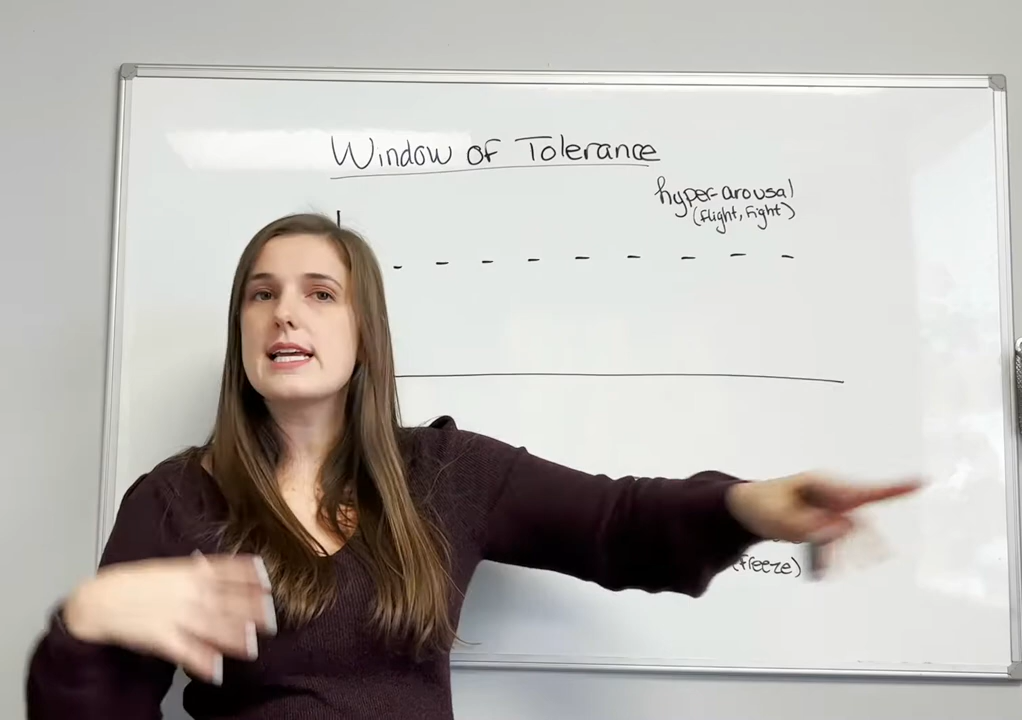 Window of Tolerance
hyper-arousal
(flight, Fight)
(freeze)